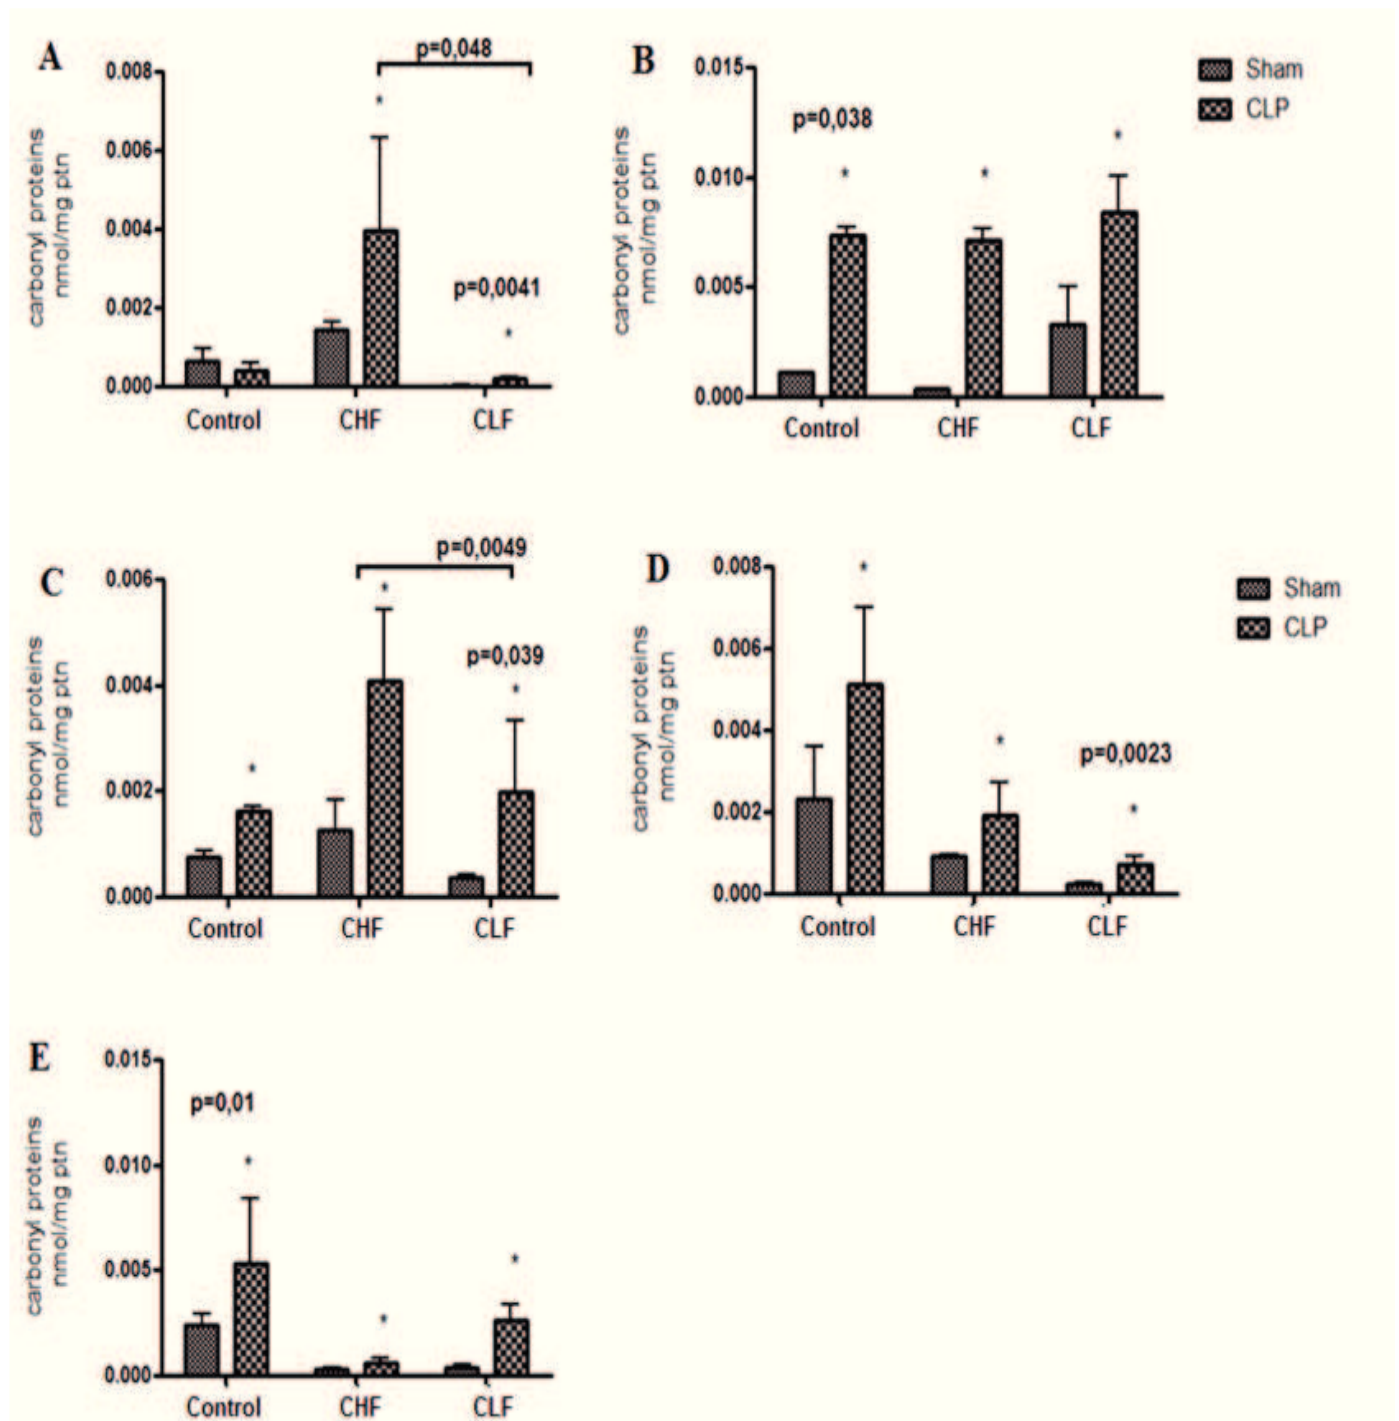 A
p=0,048
0.008
*
0.006
carbonyl proteins
nmol/mg ptn
0.004
p=0,0041
0.002
*
0.000
Control CHF CLF
B
0.015
Sham
CLP
p=0,038
*
0.010
* *
carbonyl proteins
nmol/mg ptn
0.005
0.000
Control CHF CLF
C
p=0,0049
0.006
*
carbonyl proteins
nmol/mg ptn
p=0,039
0.004
*
*
0.002
0.000
Control CHF CLF
D
0.008
*
Sham
CLP
0.006
carbonyl proteins
nmol/mg ptn
0.004
*
p=0,0023
0.002
*
0.000
Control CHF CLF
E
0.015
p=0,01
*
0.010
carbonyl proteins
nmol/mg ptn
0.005
*
*
0.000
Control CHF CLF